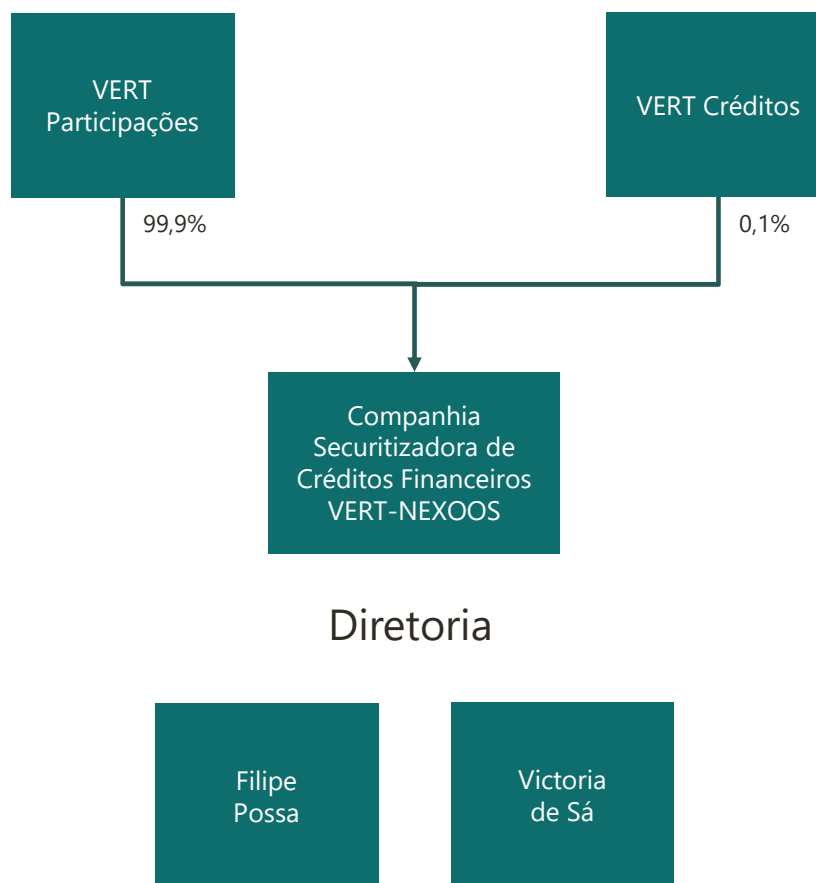 VERT
Participações
VERT Créditos
99,9%
0,1%
Companhia
Securitizadora de
Créditos Financeiros
VERT-NEXOOS
Diretoria
Filipe
Possa
Victoria
de Sá